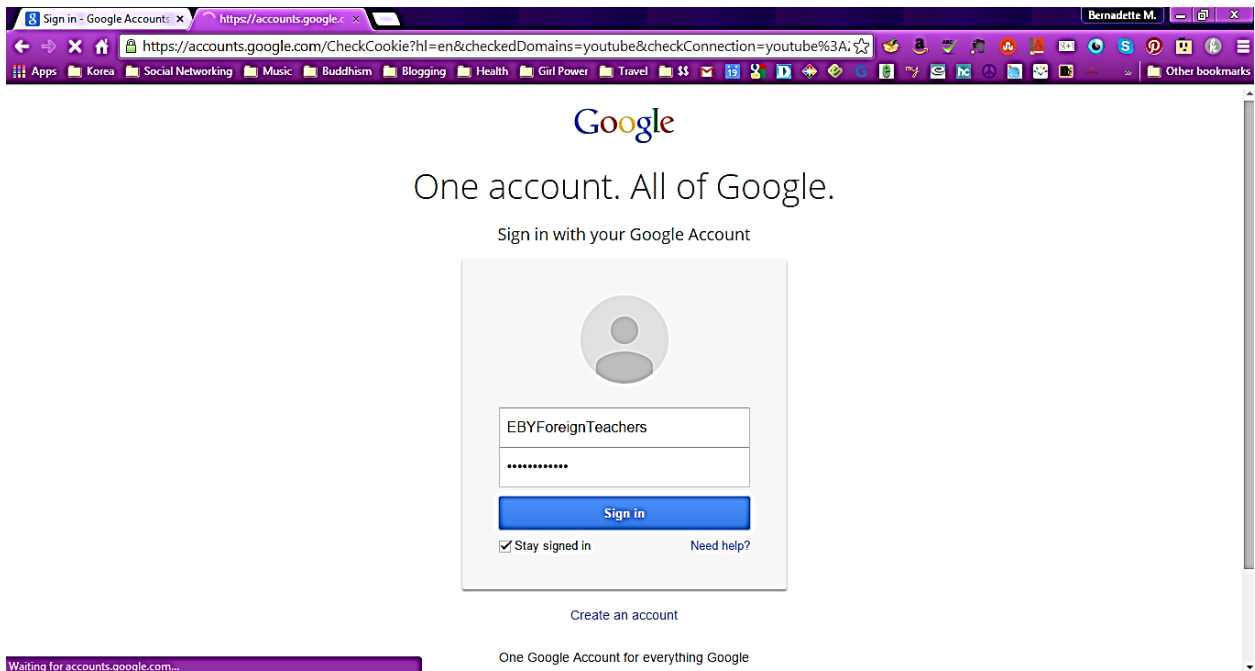 Sign in - Google Accounts
https://accounts.google.c
Bernadette M.
https://accounts.google.com/CheckCookie?hl=en&checkedDomains=youtube&checkConnection=youtube%3A
Apps Korea Social Networking Music Buddhism Blogging Health Girl Power Travel $$ Other bookmarks
Google
One account. All of Google.
Sign in with your Google Account
EBYForeignTeachers
••••••••••••
Sign in
Stay signed in Need help?
Create an account
One Google Account for everything Google
Waiting for accounts.google.com...